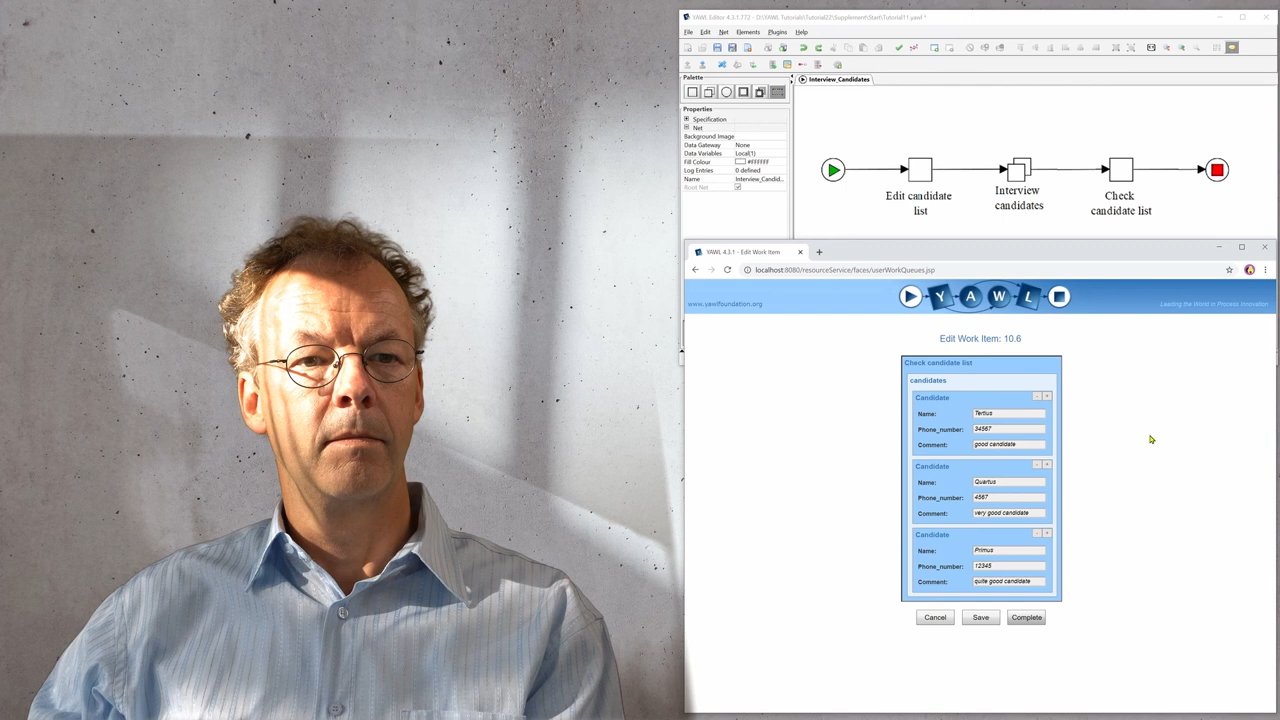 YAWL Editor 4.3.1.772 - D:\YAWL Tutorials\Tutorial22\Supplement\Start\Tutorial11.yawl *
File Edit Net Elements Plugins Help
Palette
Interview_Candidates
Properties
Specification
Net
Background Image
Data Gateway None
Data Variables Local(1)
Fill Colour #FFFFFF
Log Entries 0 defined
Name Interview_Candid...
Root Net
Edit candidate
list
Interview
candidates
Check
candidate list
YAWL 4.3.1 - Edit Work Item
localhost:8080/resourceService/faces/userWorkQueues.jsp
www.yawlfoundation.org
Y A W L
Leading the World in Process Innovation
Edit Work Item: 10.6
Check candidate list
candidates
Candidate
Name: Tertius
Phone_number: 34567
Comment: good candidate
Candidate
Name: Quartus
Phone_number: 4567
Comment: very good candidate
Candidate
Name: Primus
Phone_number: 12345
Comment: quite good candidate
Cancel Save Complete